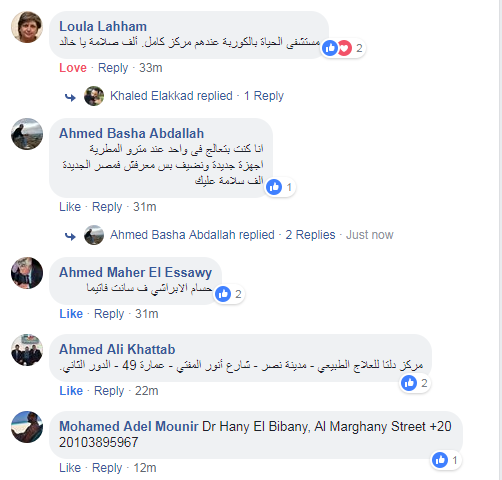 Loula Lahham
مستشفى الحياة بالكوربة عندهم مركز كامل. ألف صلامة يا خالد
2
Love · Reply · 33m
Khaled Elakkad replied · 1 Reply
Ahmed Basha Abdallah
انا كنت بتعالج فى واحد عند مترو المطرية
اجهزة جديدة ونضيف بس معرفش فمصر الجديدة
الف سلامة عليك
1
Like · Reply · 31m
Ahmed Basha Abdallah replied · 2 Replies · Just now
Ahmed Maher El Essawy
حسام الابراشي ف سانت فاتيما
2
Like · Reply · 31m
Ahmed Ali Khattab
مركز دلتا للعلاج الطبيعي - مدينة نصر - شارع أنور المفتي - عمارة 49 - الدور الثاني.
2
Like · Reply · 22m
Mohamed Adel Mounir Dr Hany El Bibany, Al Marghany Street +20
20103895967
1
Like · Reply · 12m